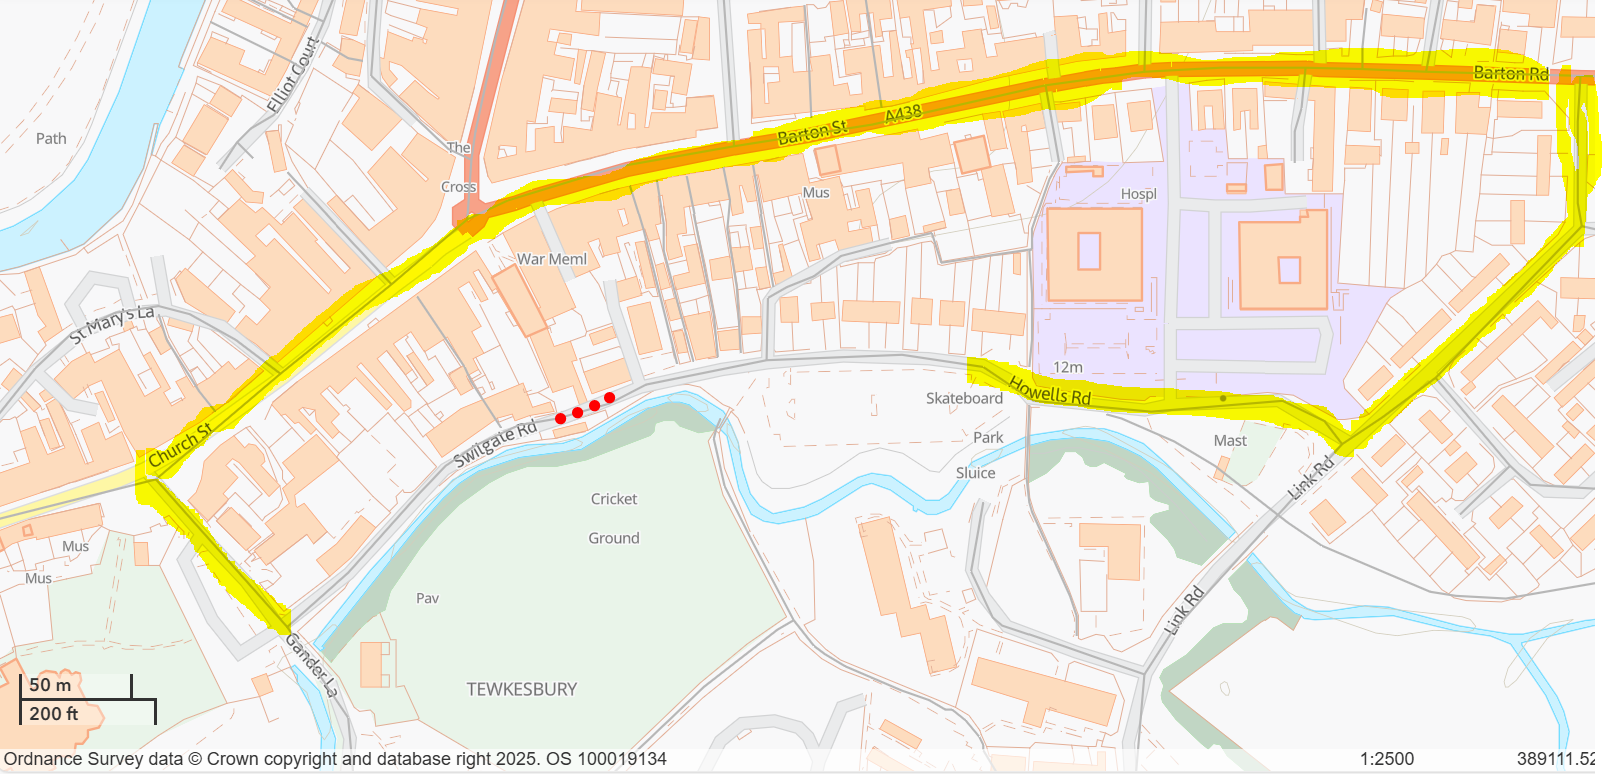 Elliot Court
Path
The
Cross
Barton St
A438
Barton Rd
Mus
Hospl
War Meml
St Mary's La
12m
Howells Rd
Skateboard
Church St
Swilgate Rd
Park
Mast
Sluice
Link Rd
Cricket
Ground
Mus
Mus
Pav
Link Rd
Gander La
TEWKESBURY
50 m
200 ft
Ordnance Survey data © Crown copyright and database right 2025. OS 100019134
1:2500
389111.52